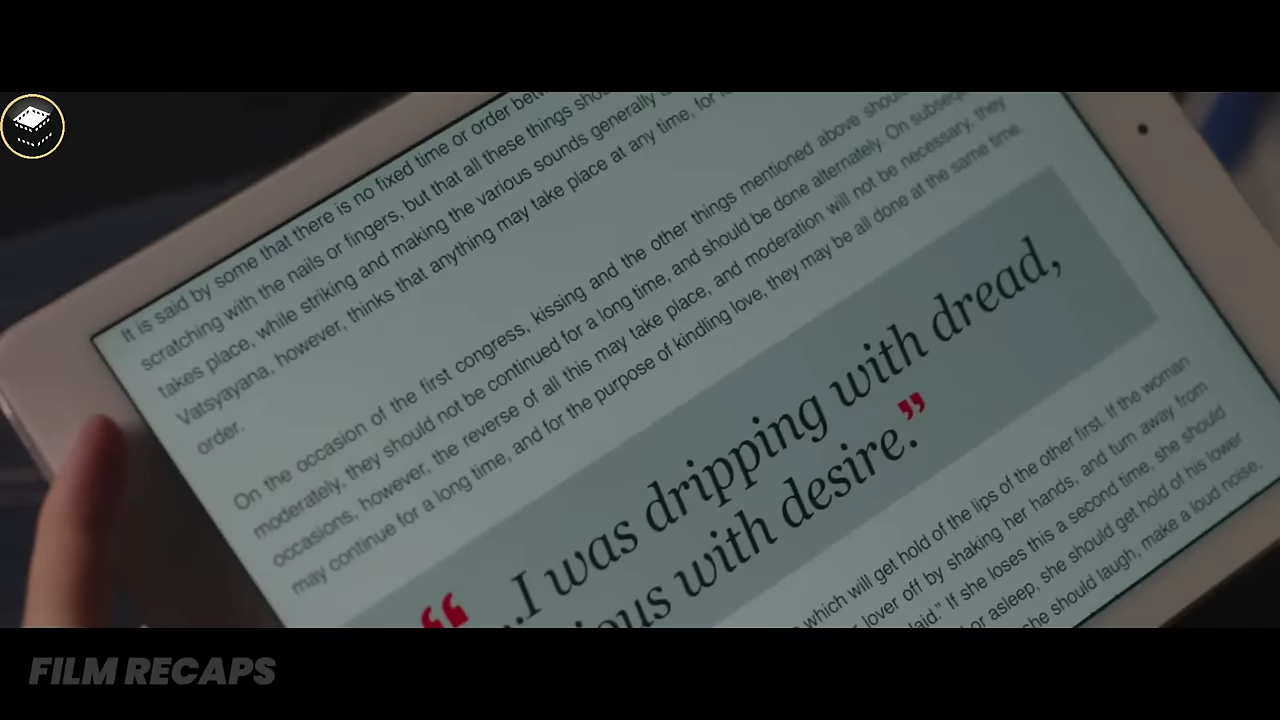 It is said by some that there is no fixed time or order
scratching with the nails or fingers, but that all these things
takes place, while striking and making the various sounds generally
Vatsyayana, however, thinks that anything may take place at any time, for
order.
On the occasion of the first congress, kissing and the other things mentioned above
moderately, they should not be continued for a long time, and should be done alternately. On
occasions, however, the reverse of all this may take place, and moderation will not be necessary, they
may continue for a long time, and for the purpose of kindling love, they may be all done at the same time.
“ ...I was dripping with dread,
with desire.”
which will get hold of the lips of the other first. If the woman
lover off by shaking her hands, and turn away from
If she loses this a second time, she should
or asleep, she should get hold of his lower
she should laugh, make a loud noise,
FILM RECAPS